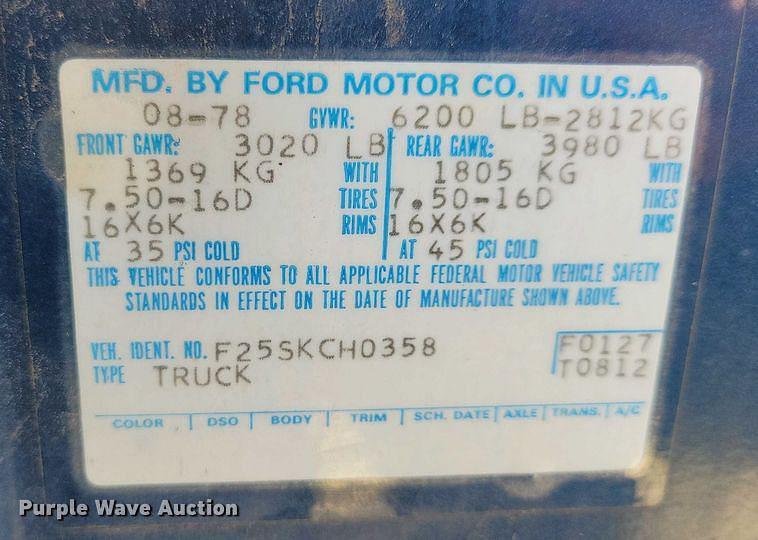 MFD. BY FORD MOTOR CO. IN U.S.A.
08-78 GVWR: 6200 LB-2812KG
FRONT GAWR: 3020 LB REAR GAWR: 3980 LB
1369 KG WITH 1805 KG WITH
7.50-16D TIRES 7.50-16D TIRES
16X6K RIMS 16X6K RIMS
AT 35 PSI COLD AT 45 PSI COLD
THIS VEHICLE CONFORMS TO ALL APPLICABLE FEDERAL MOTOR VEHICLE SAFETY
STANDARDS IN EFFECT ON THE DATE OF MANUFACTURE SHOWN ABOVE.
VEH. IDENT. NO. F25SKCH0358 F0127
TYPE TRUCK T0812
COLOR DSO BODY TRIM SCH. DATE AXLE TRANS. A/C
Purple Wave Auction